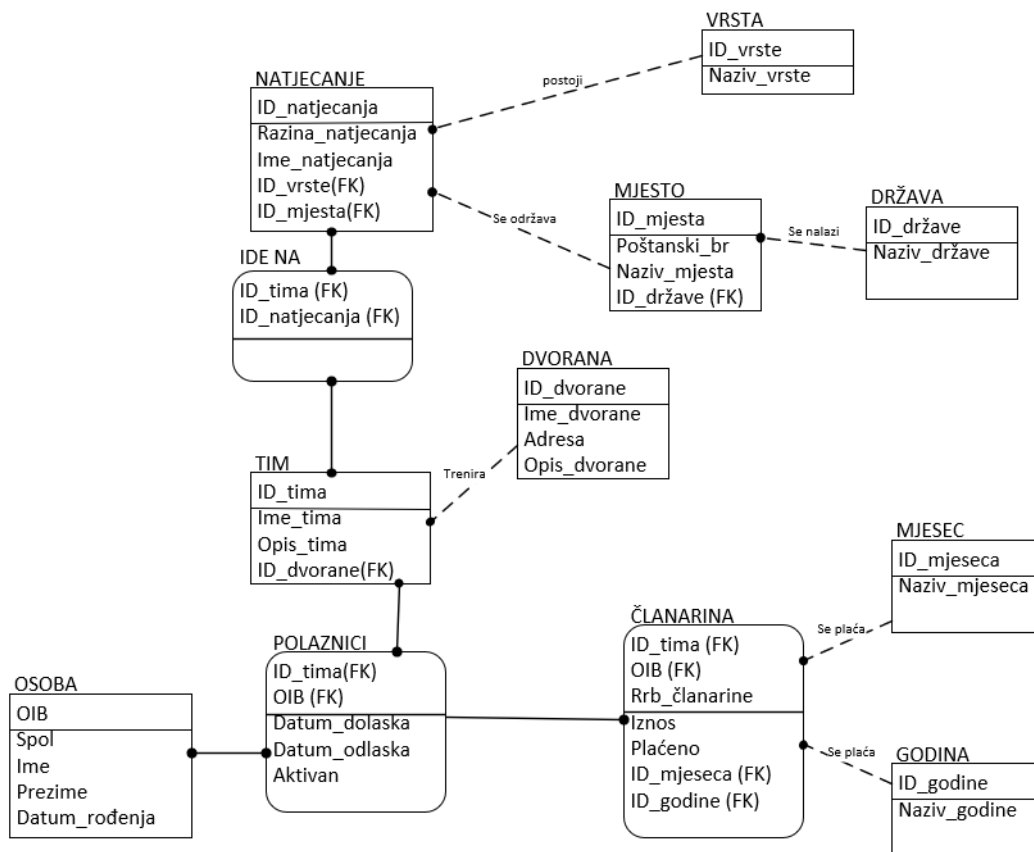 VRSTA
ID_vrste
Naziv_vrste
postoji
NATJECANJE
ID_natjecanja
Razina_natjecanja
Ime_natjecanja
ID_vrste(FK)
ID_mjesta(FK)
Se održava
MJESTO
ID_mjesta
Poštanski_br
Naziv_mjesta
ID_države (FK)
Se nalazi
DRŽAVA
ID_države
Naziv_države
IDE NA
ID_tima (FK)
ID_natjecanja (FK)
DVORANA
ID_dvorane
Ime_dvorane
Adresa
Opis_dvorane
Trenira
TIM
ID_tima
Ime_tima
Opis_tima
ID_dvorane(FK)
MJESEC
ID_mjeseca
Naziv_mjeseca
Se plaća
ČLANARINA
ID_tima (FK)
OIB (FK)
Rrb_članarine
Iznos
Plaćeno
ID_mjeseca (FK)
ID_godine (FK)
POLAZNICI
ID_tima(FK)
OIB (FK)
Datum_dolaska
Datum_odlaska
Aktivan
OSOBA
OIB
Spol
Ime
Prezime
Datum_rođenja
Se plaća
GODINA
ID_godine
Naziv_godine